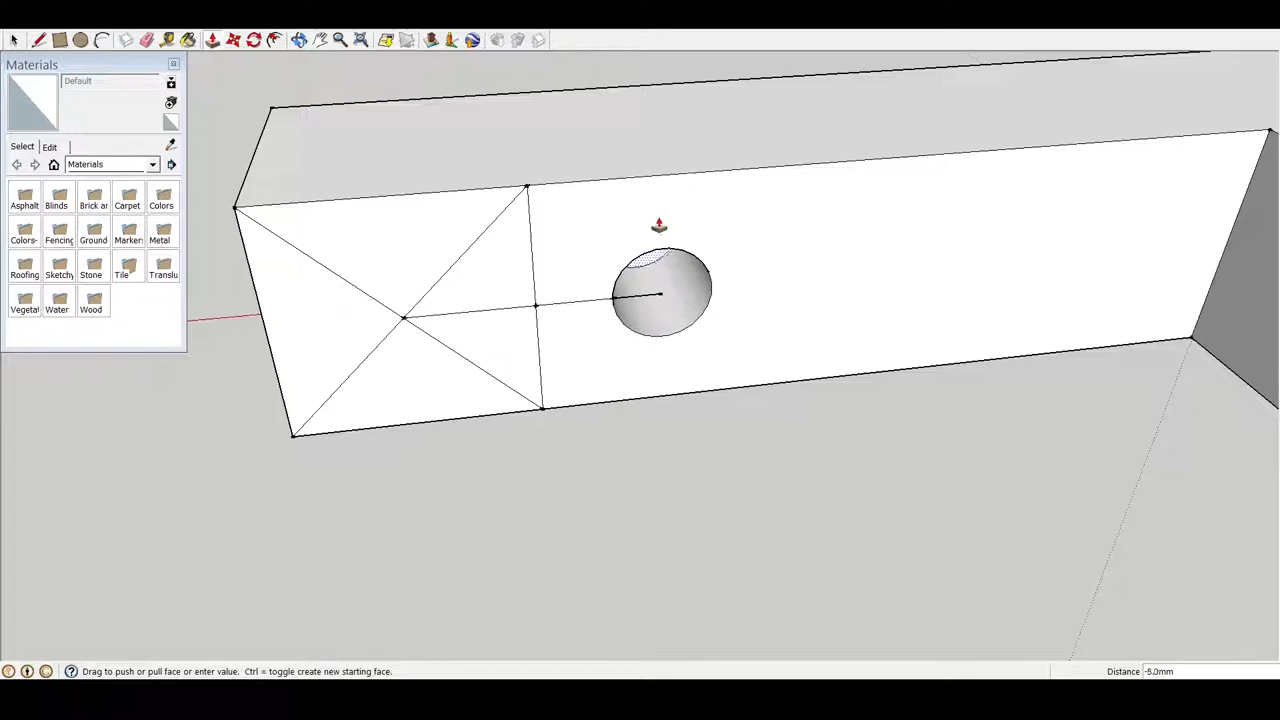 Materials
Default
Select Edit
Materials
Asphalt Blinds Brick ar Carpet Colors
Colors- Fencing Ground Marker Metal
Roofing Sketchy Stone Tile Translu
Vegetat Water Wood
Drag to push or pull face or enter value. Ctrl = toggle create new starting face.
Distance -8.0mm